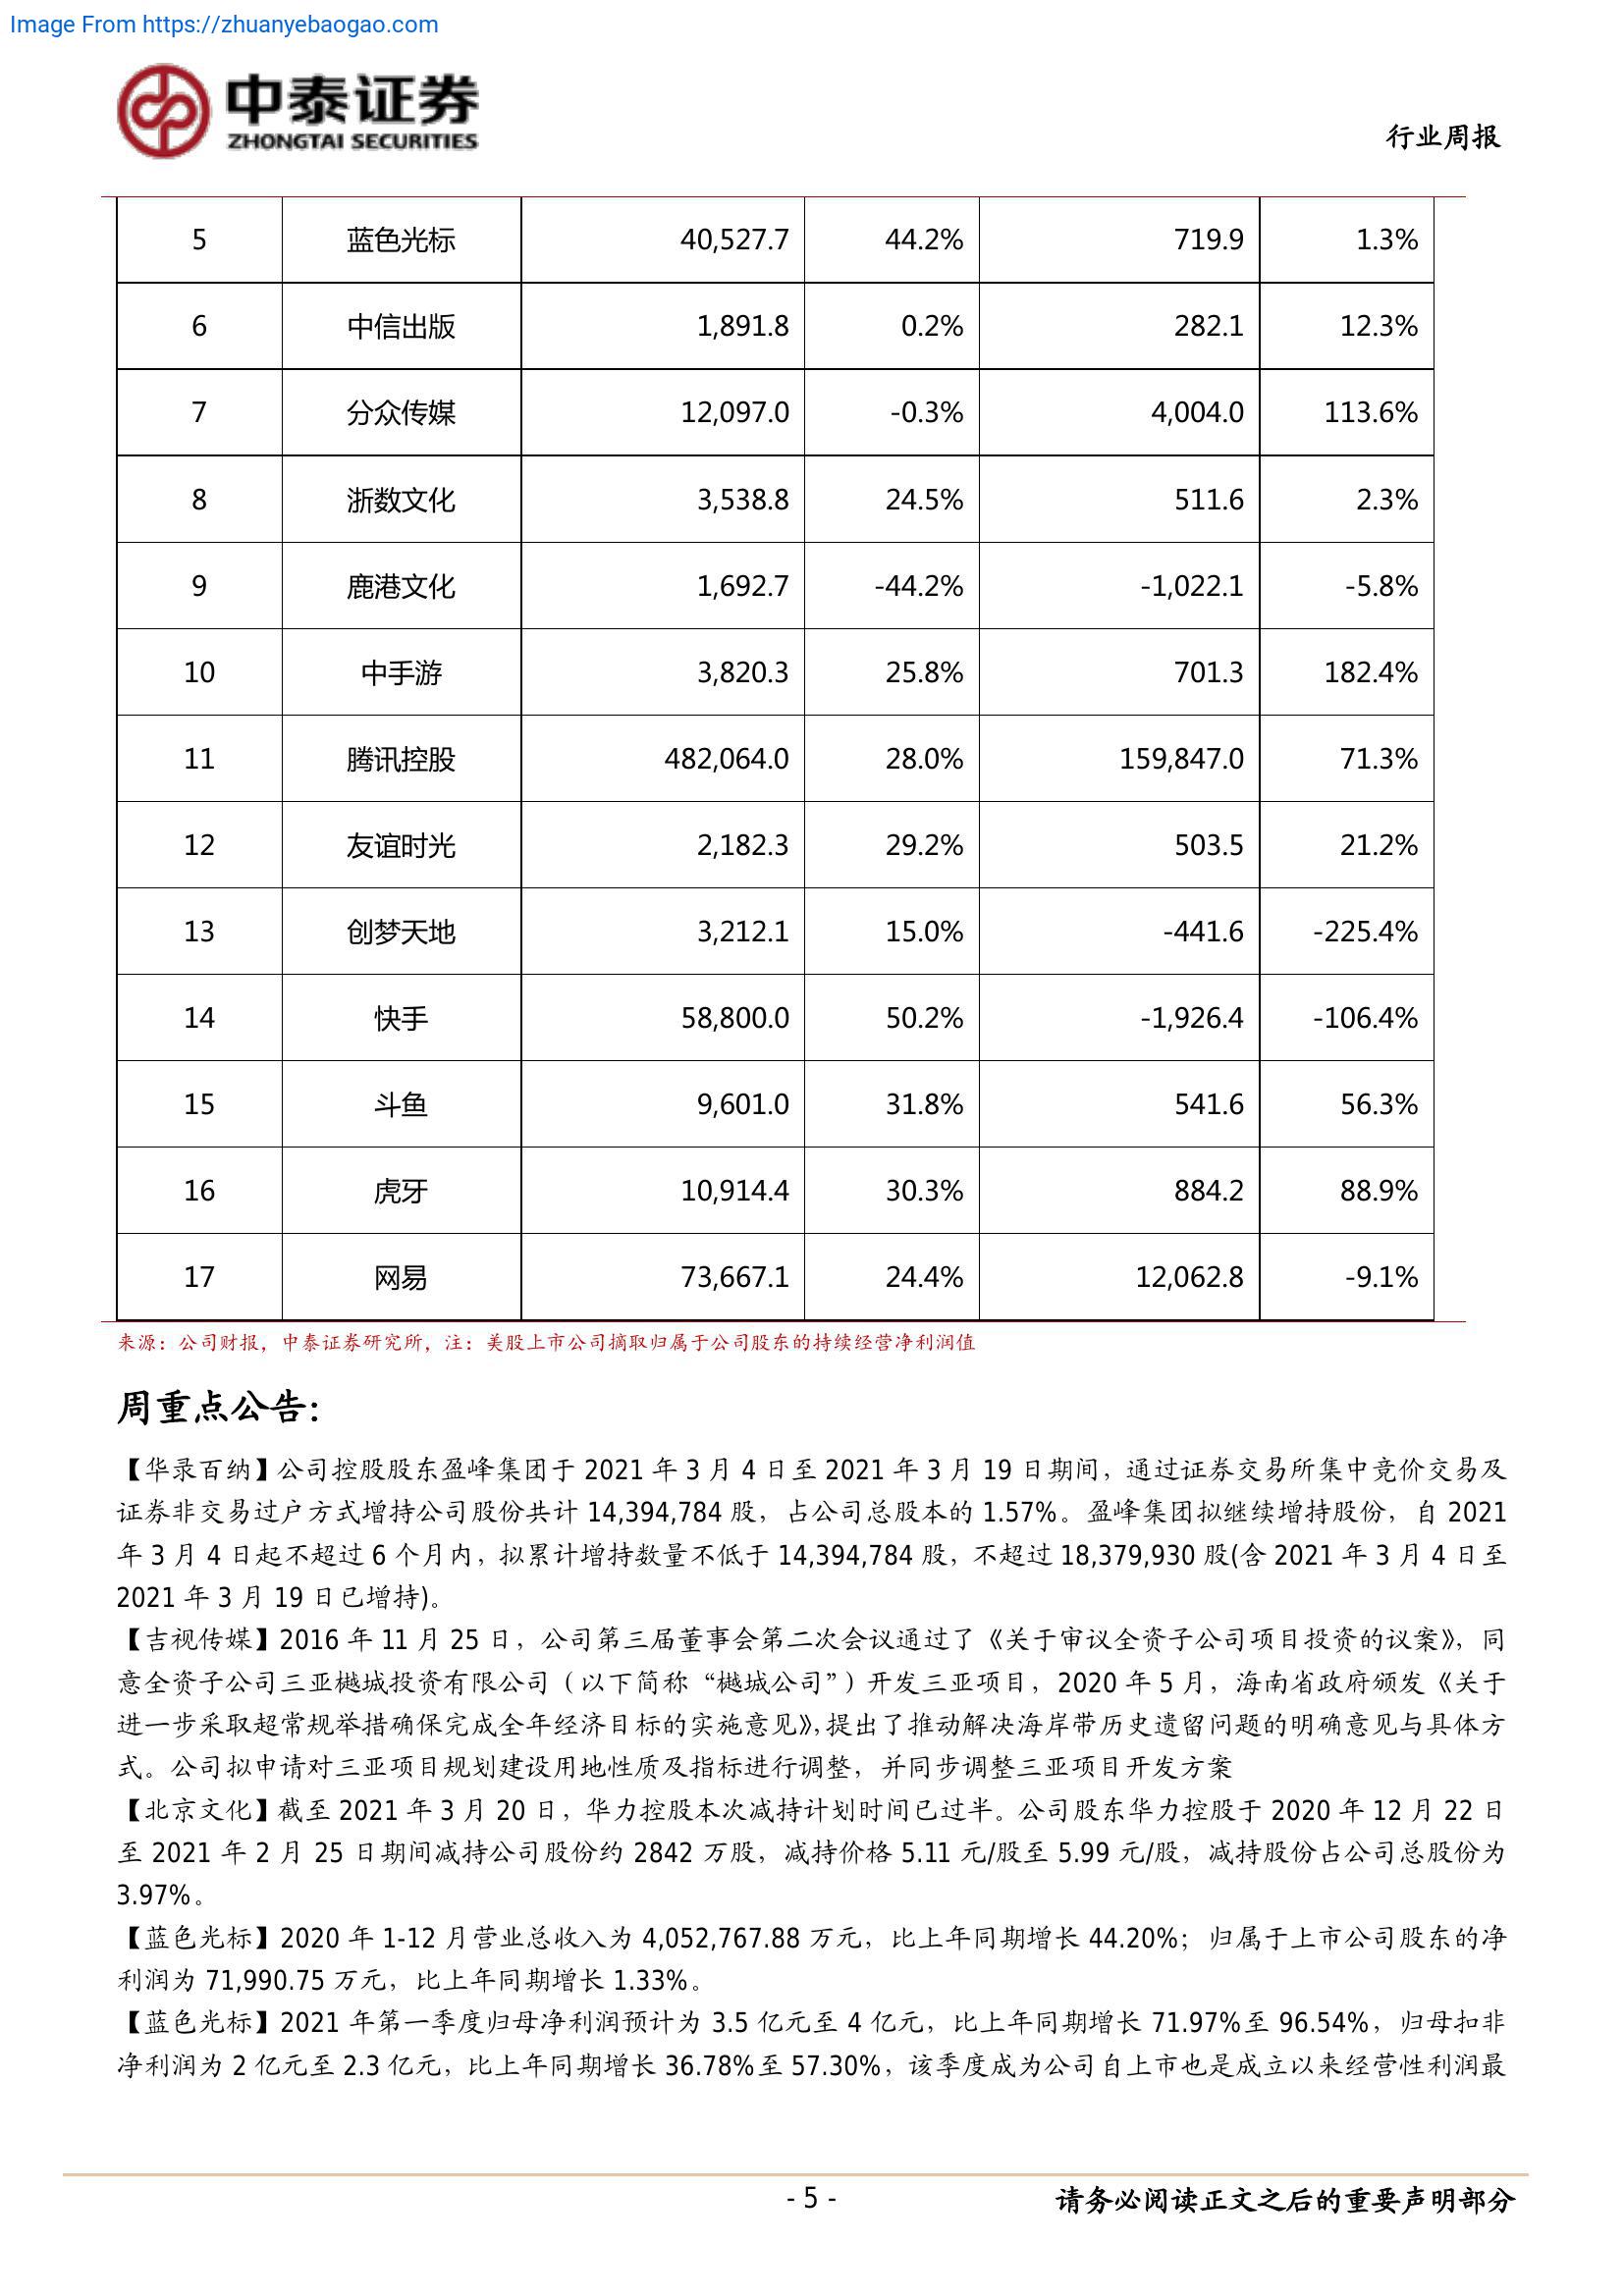 Image From https://zhuanyebaogao.com
中泰证券
ZHONGTAI SECURITIES
行业周报
5 蓝色光标 40,527.7 44.2% 719.9 1.3%
6 中信出版 1,891.8 0.2% 282.1 12.3%
7 分众传媒 12,097.0 -0.3% 4,004.0 113.6%
8 浙数文化 3,538.8 24.5% 511.6 2.3%
9 鹿港文化 1,692.7 -44.2% -1,022.1 -5.8%
10 中手游 3,820.3 25.8% 701.3 182.4%
11 腾讯控股 482,064.0 28.0% 159,847.0 71.3%
12 友谊时光 2,182.3 29.2% 503.5 21.2%
13 创梦天地 3,212.1 15.0% -441.6 -225.4%
14 快手 58,800.0 50.2% -1,926.4 -106.4%
15 斗鱼 9,601.0 31.8% 541.6 56.3%
16 虎牙 10,914.4 30.3% 884.2 88.9%
17 网易 73,667.1 24.4% 12,062.8 -9.1%
来源：公司财报，中泰证券研究所，注：美股上市公司摘取归属于公司股东的持续经营净利润值
周重点公告：
【华录百纳】公司控股股东盈峰集团于 2021 年 3 月 4 日至 2021 年 3 月 19 日期间，通过证券交易所集中竞价交易及
证券非交易过户方式增持公司股份共计 14,394,784 股，占公司总股本的 1.57%。盈峰集团拟继续增持股份，自 2021
年 3 月 4 日起不超过 6 个月内，拟累计增持数量不低于 14,394,784 股，不超过 18,379,930 股(含 2021 年 3 月 4 日至
2021 年 3 月 19 日已增持)。
【吉视传媒】2016 年 11 月 25 日，公司第三届董事会第二次会议通过了《关于审议全资子公司项目投资的议案》，同
意全资子公司三亚樾城投资有限公司（以下简称“樾城公司”）开发三亚项目，2020 年 5 月，海南省政府颁发《关于
进一步采取超常规举措确保完成全年经济目标的实施意见》，提出了推动解决海岸带历史遗留问题的明确意见与具体方
式。公司拟申请对三亚项目规划建设用地性质及指标进行调整，并同步调整三亚项目开发方案
【北京文化】截至 2021 年 3 月 20 日，华力控股本次减持计划时间已过半。公司股东华力控股于 2020 年 12 月 22 日
至 2021 年 2 月 25 日期间减持公司股份约 2842 万股，减持价格 5.11 元/股至 5.99 元/股，减持股份占公司总股份为
3.97%。
【蓝色光标】2020 年 1-12 月营业总收入为 4,052,767.88 万元，比上年同期增长 44.20%；归属于上市公司股东的净
利润为 71,990.75 万元，比上年同期增长 1.33%。
【蓝色光标】2021 年第一季度归母净利润预计为 3.5 亿元至 4 亿元，比上年同期增长 71.97%至 96.54%，归母扣非
净利润为 2 亿元至 2.3 亿元，比上年同期增长 36.78%至 57.30%，该季度成为公司自上市也是成立以来经营性利润最
- 5 -
请务必阅读正文之后的重要声明部分